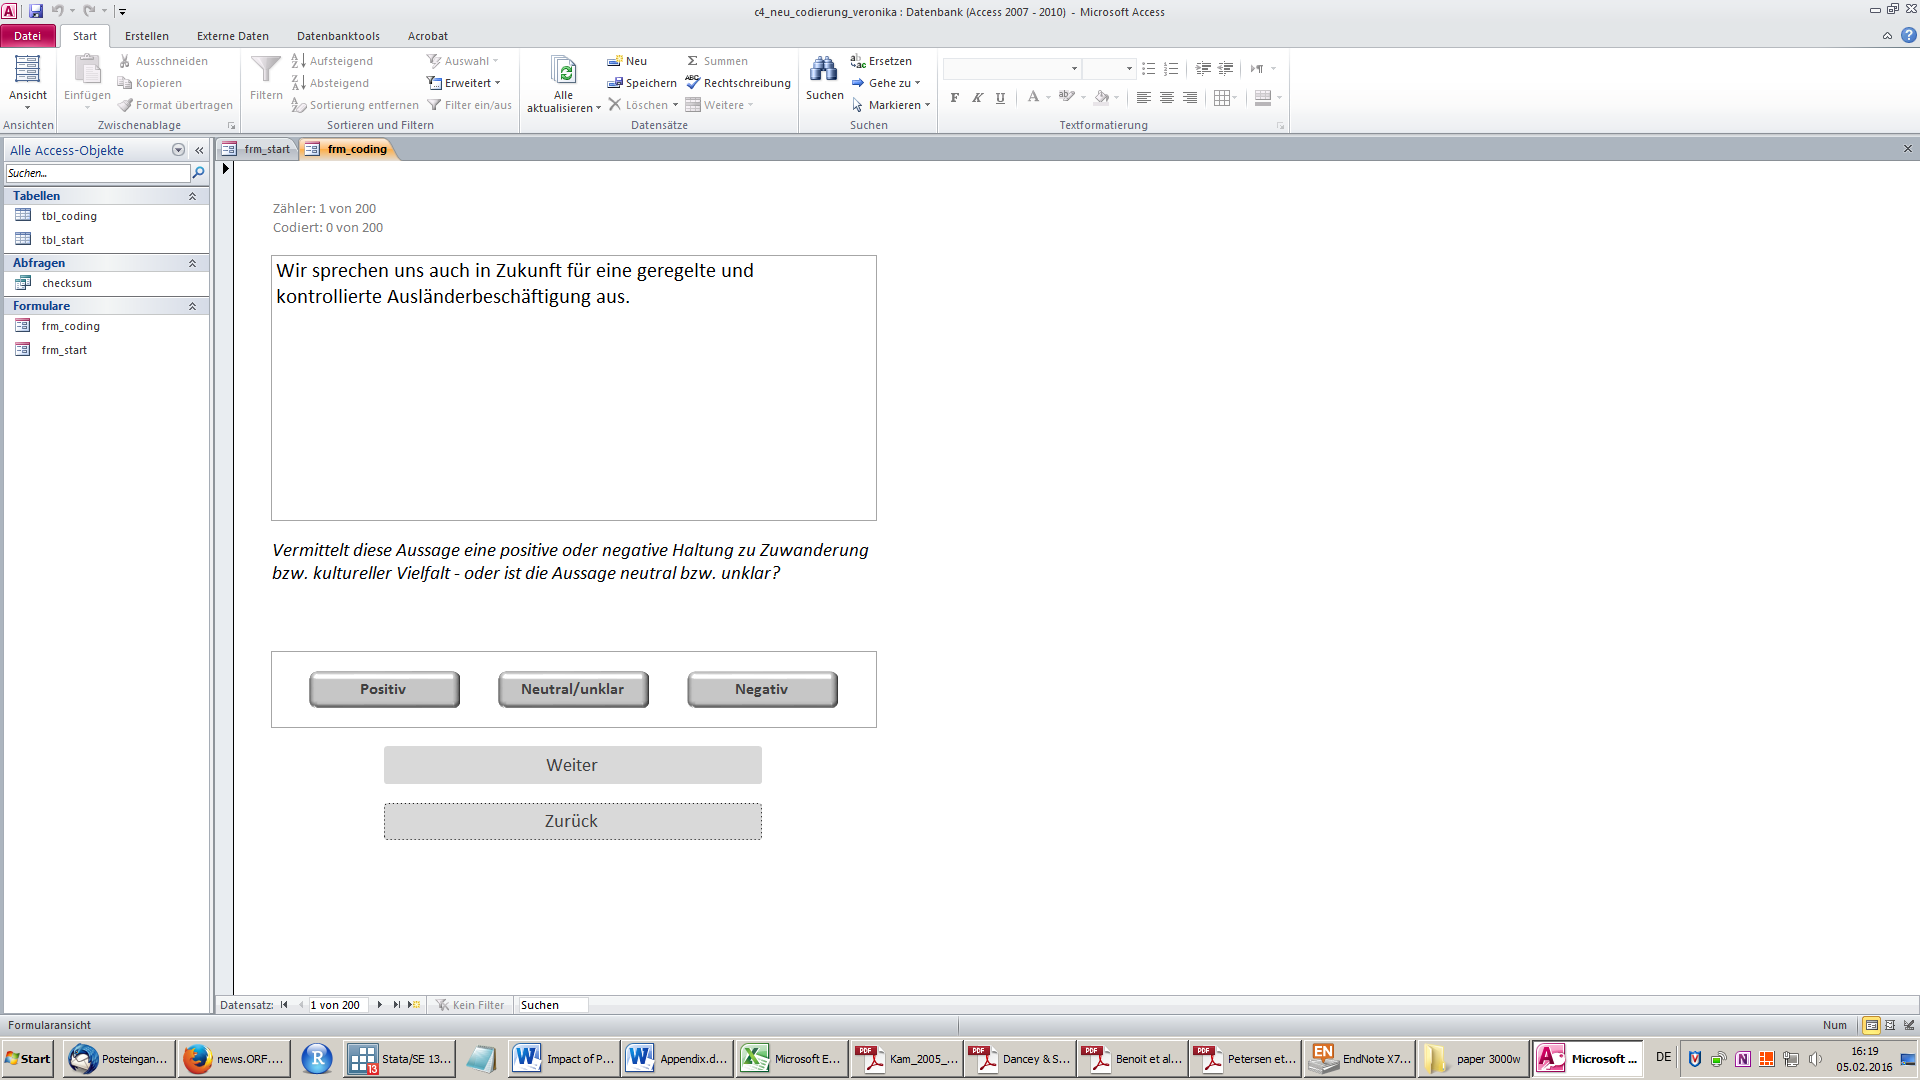 c4_neu_codierung_veronika : Datenbank (Access 2007 - 2010) - Microsoft Access
Datei Start Erstellen Externe Daten Datenbanktools Acrobat
Ansicht
Ansichten
Einfügen
Ausschneiden
Kopieren
Format übertragen
Zwischenablage
Filtern
Aufsteigend
Absteigend
Sortierung entfernen
Auswahl
Erweitert
Filter ein/aus
Sortieren und Filtern
Alle
aktualisieren
Neu
Speichern
Löschen
Summen
Rechtschreibung
Weitere
Datensätze
Suchen
Ersetzen
Gehe zu
Markieren
Suchen
F K U
Textformatierung
Alle Access-Objekte
Suchen...
Tabellen
tbl_coding
tbl_start
Abfragen
checksum
Formulare
frm_coding
frm_start
frm_start frm_coding
Zähler: 1 von 200
Codiert: 0 von 200
Wir sprechen uns auch in Zukunft für eine geregelte und
kontrollierte Ausländerbeschäftigung aus.
Vermittelt diese Aussage eine positive oder negative Haltung zu Zuwanderung
bzw. kultureller Vielfalt - oder ist die Aussage neutral bzw. unklar?
Positiv Neutral/unklar Negativ
Weiter
Zurück
Datensatz: 1 von 200 Kein Filter Suchen
Formularansicht Num
Start Posteingan... news.ORF.... Stata/SE 13... Impact of P... Appendix.d... Microsoft E... Kam_2005_... Dancey & S... Benoit et al... Petersen et... EndNote X7... paper 3000w Microsoft ... DE 16:19
05.02.2016